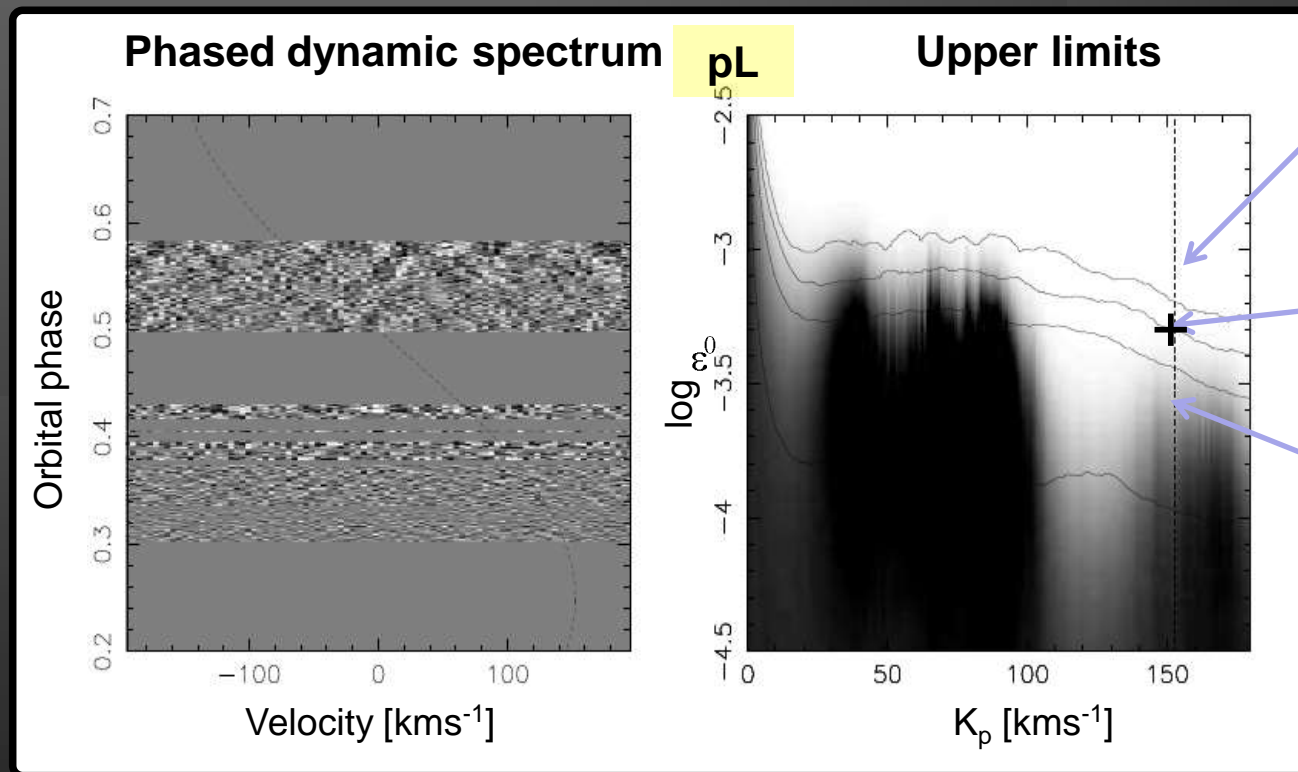 Phased dynamic spectrum
pL
Upper limits
Orbital phase
0.7
0.6
0.5
0.4
0.3
0.2
−100 0 100
Velocity [kms-1]
log ε0
−2.5
−3
−3.5
−4
−4.5
0 50 100 150
Kp [kms-1]